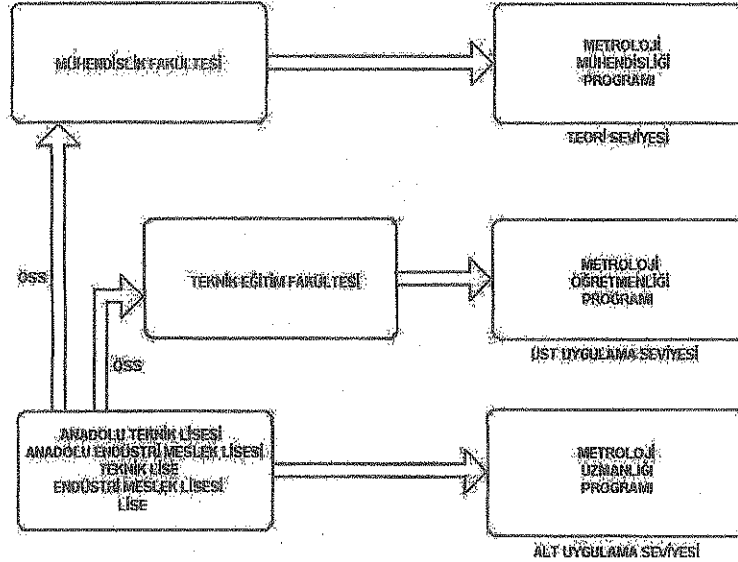 MÜHENDİSLİK FAKÜLTESİ
METROLOJİ
MÜHENDİSLİĞİ
PROGRAMI
TEORİ SEVİYESİ
ÖSS
TEKNİK EĞİTİM FAKÜLTESİ
METROLOJİ
ÖĞRETMENLİĞİ
PROGRAMI
ÜST UYGULAMA SEVİYESİ
ÖSS
ANADOLU TEKNİK LİSESİ
ANADOLU ENDÜSTRİ MESLEK LİSESİ
TEKNİK LİSE
ENDÜSTRİ MESLEK LİSESİ
LİSE
METROLOJİ
UZMANLIĞI
PROGRAMI
ALT UYGULAMA SEVİYESİ